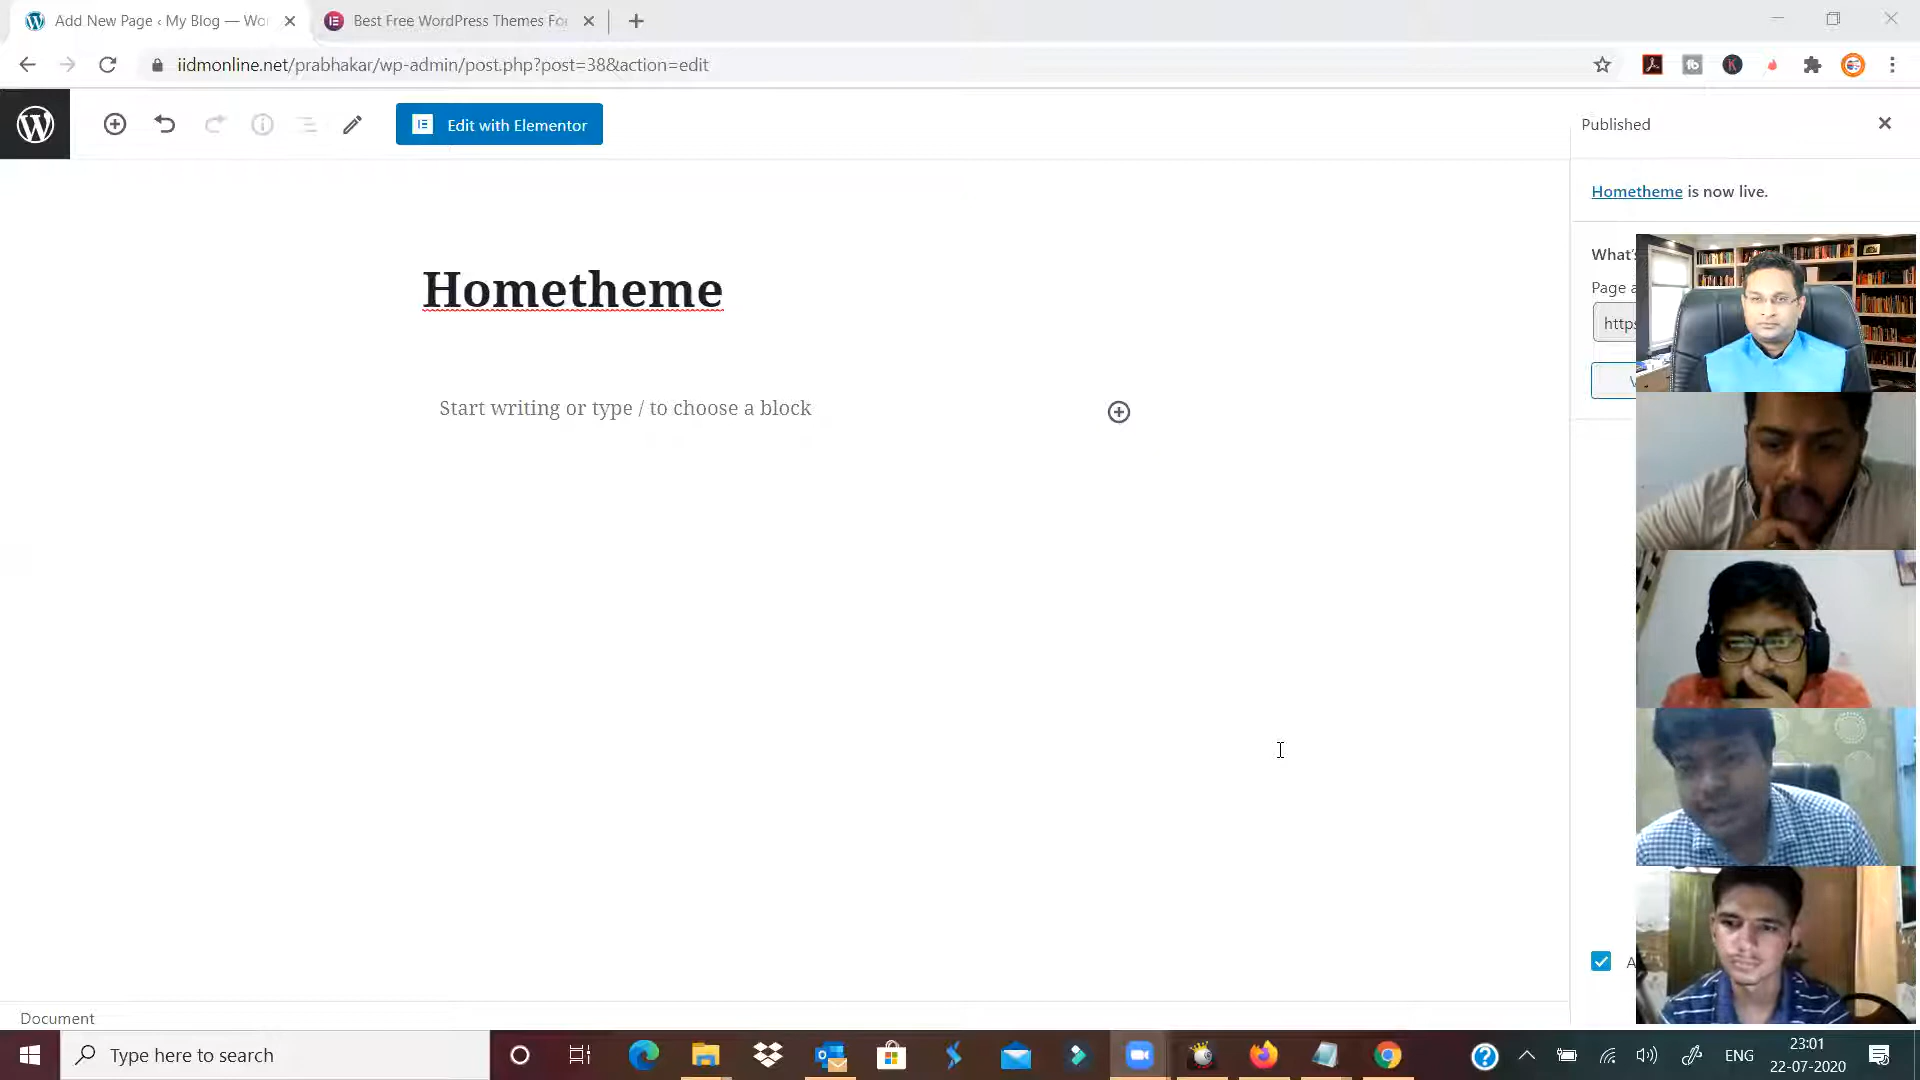 Add New Page ‹ My Blog — Wor
Best Free WordPress Themes Fo
iidmonline.net/prabhakar/wp-admin/post.php?post=38&action=edit
Edit with Elementor
Published
Hometheme is now live.
What's
Page a
https
Hometheme
Start writing or type / to choose a block
A
Document
Type here to search
ENG
23:01
22-07-2020